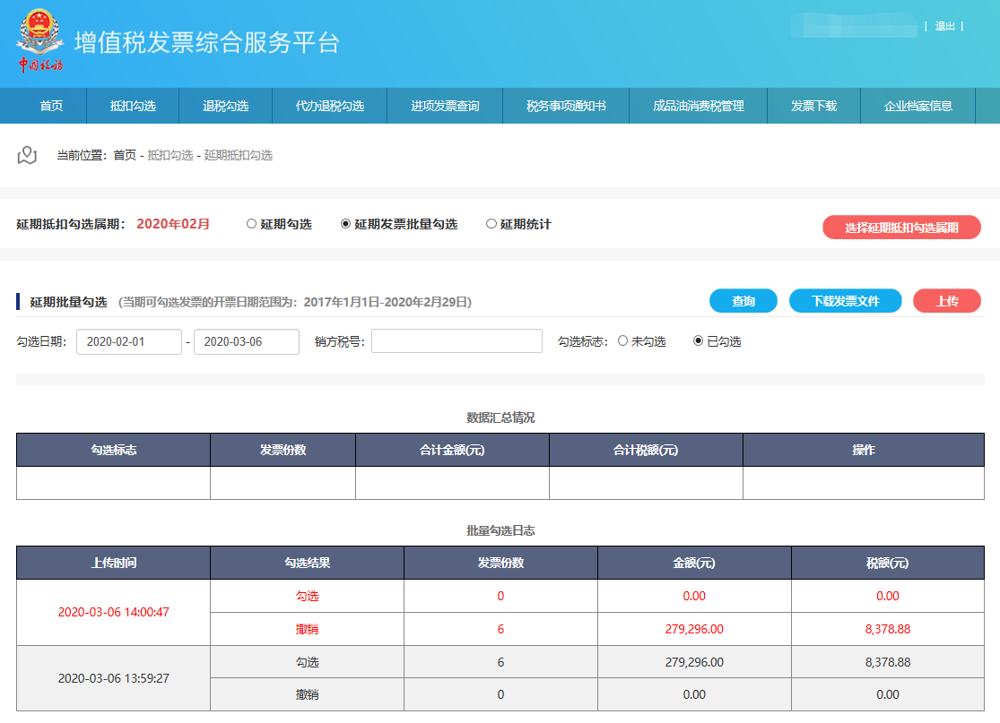 中国税务
增值税发票综合服务平台
| 退出 |
首页 抵扣勾选 退税勾选 代办退税勾选 进项发票查询 税务事项通知书 成品油消费税管理 发票下载 企业档案信息
当前位置：首页 - 抵扣勾选 - 延期抵扣勾选
延期抵扣勾选属期： 2020年02月 延期勾选 延期发票批量勾选 延期统计 选择延期抵扣勾选属期
延期批量勾选 (当期可勾选发票的开票日期范围为：2017年1月1日-2020年2月29日) 查询 下载发票文件 上传
勾选日期： 2020-02-01 - 2020-03-06 销方税号： 勾选标志： 未勾选 已勾选
数据汇总情况
勾选标志 发票份数 合计金额(元) 合计税额(元) 操作
批量勾选日志
上传时间 勾选结果 发票份数 金额(元) 税额(元)
2020-03-06 14:00:47 勾选 0 0.00 0.00
撤销 6 279,296.00 8,378.88
2020-03-06 13:59:27 勾选 6 279,296.00 8,378.88
撤销 0 0.00 0.00